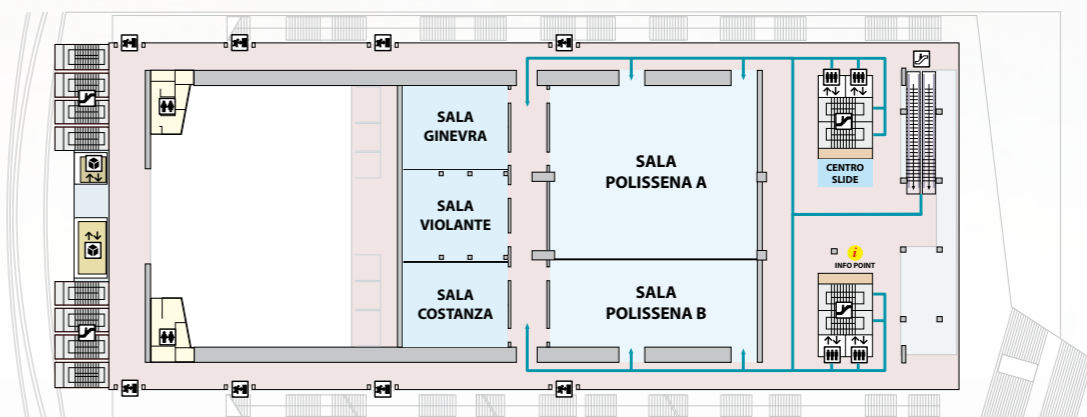 SALA
GINEVRA
SALA
POLISSENA A
CENTRO
SLIDE
SALA
VIOLANTE
i
INFO POINT
SALA
COSTANZA
SALA
POLISSENA B